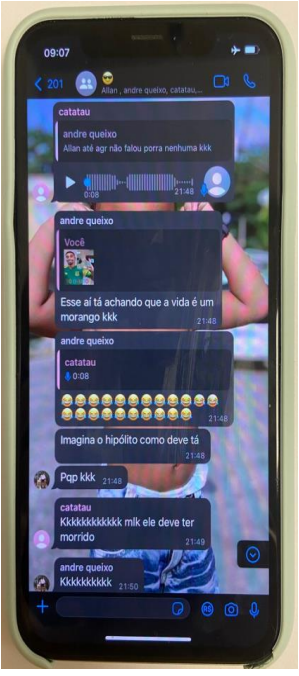 09:07
201
Allan , andre queixo, catatau,...
catatau
andre queixo
Allan até agr não falou porra nenhuma kkk
0:08
21:48
andre queixo
Você
Esse aí tá achando que a vida é um
morango kkk
21:48
andre queixo
catatau
0:08
21:48
Imagina o hipólito como deve tá
21:48
Pqp kkk
21:48
catatau
Kkkkkkkkkkkk mlk ele deve ter
morrido
21:49
andre queixo
Kkkkkkkkkk
21:50
R$